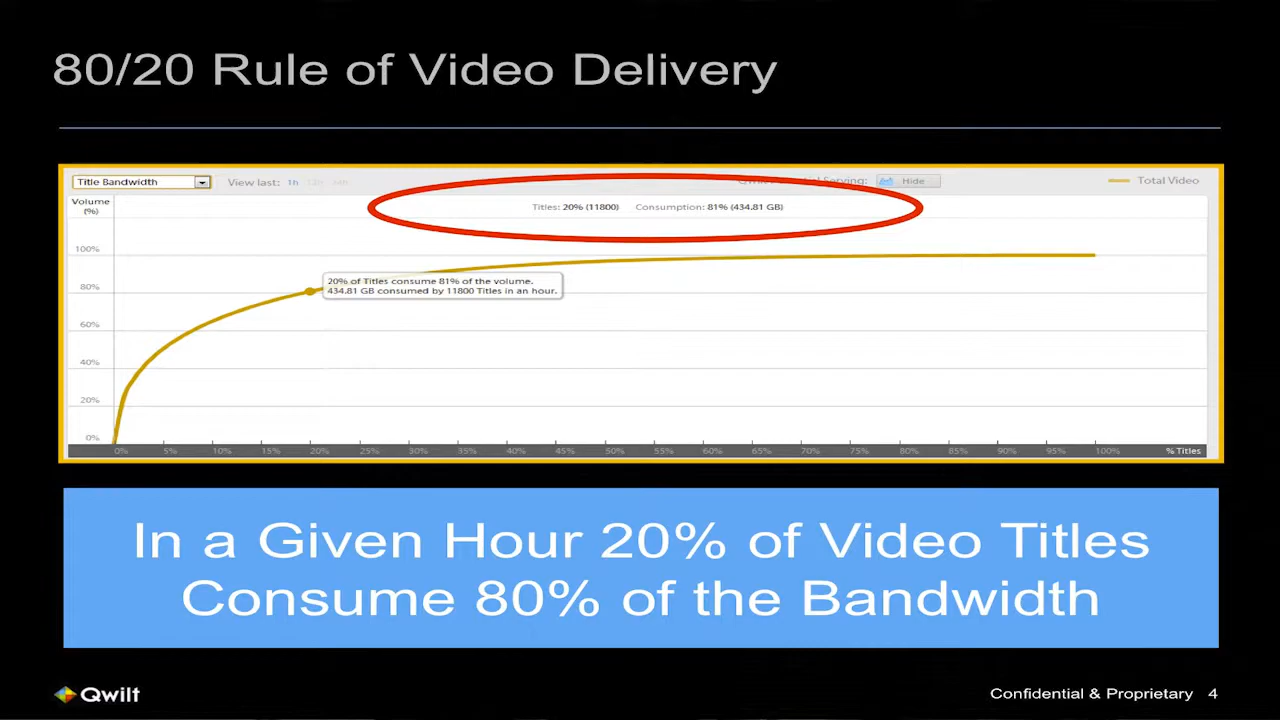 80/20 Rule of Video Delivery
Title Bandwidth
View last: 1h 12h 24h
Serving:
Hide
Total Video
Volume
(%)
Titles: 20% (11800) Consumption: 81% (434.81 GB)
100%
20% of Titles consume 81% of the volume.
434.81 GB consumed by 11800 Titles in an hour.
80%
60%
40%
20%
0%
0% 5% 10% 15% 20% 25% 30% 35% 40% 45% 50% 55% 60% 65% 70% 75% 80% 85% 90% 95% 100% % Titles
In a Given Hour 20% of Video Titles
Consume 80% of the Bandwidth
Qwilt
Confidential & Proprietary 4